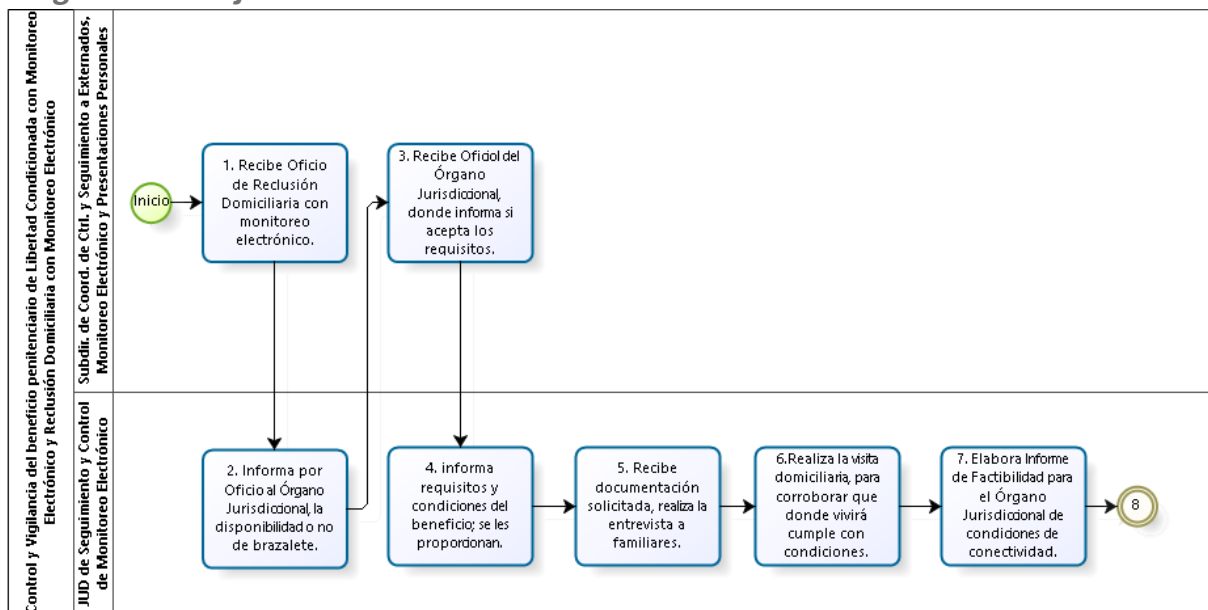 Control y Vigilancia del beneficio penitenciario de Libertad Condicionada con Monitoreo
Electrónico y Reclusión Domiciliaria con Monitoreo Electrónico
Subdir. de Coord. de Ctrl. y Seguimiento a Externados,
Monitoreo Electrónico y Presentaciones Personales
Inicio
1. Recibe Oficio
de Reclusión
Domiciliaria con
monitoreo
electrónico.
3. Recibe Oficiol del
Órgano
Jurisdiccional,
donde informa si
acepta los
requisitos.
JUD de Seguimiento y Control
de Monitoreo Electrónico
2. Informa por
Oficio al Órgano
Jurisdiccional, la
disponibilidad o no
de brazalete.
4. informa
requisitos y
condiciones del
beneficio; se les
proporcionan.
5. Recibe
documentación
solicitada, realiza la
entrevista a
familiares.
6.Realiza la visita
domiciliaria, para
corroborar que
donde vivirá
cumple con
condiciones.
7. Elabora Informe
de Factibilidad para
el Órgano
Jurisdiccional de
condiciones de
conectividad.
8